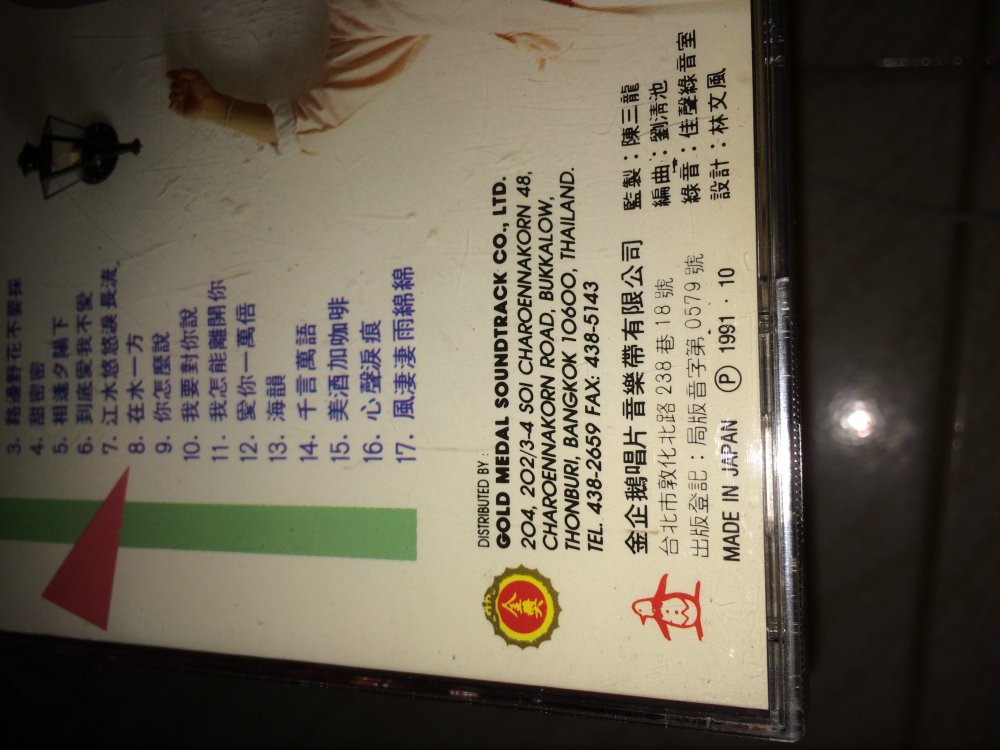 3. 路邊野花不要採
4. 甜密密
5. 相逢夕陽下
6. 到底愛我不愛
7. 江水悠悠淚長流
8. 在水一方
9. 你怎麼說
10. 我要對你說
11. 我怎能離開你
12. 愛你一萬倍
13. 海韻
14. 千言萬語
15. 美酒加咖啡
16. 心聲淚痕
17. 風淒淒雨綿綿
DISTRIBUTED BY :
GOLD MEDAL SOUNDTRACK CO., LTD.
204, 202/3-4 SOI CHAROENNAKORN 48,
CHAROENNAKORN ROAD, BUKKALOW,
THONBURI, BANGKOK 10600, THAILAND.
TEL. 438-2659 FAX: 438-5143
金企鵝唱片音樂帶有限公司
台北市敦化北路238巷18號
出版登記：局版音字第0579號
MADE IN JAPAN Ⓟ 1991·10
監製：陳三龍
編曲：劉清池
錄音：佳聲錄音室
設計：林文風